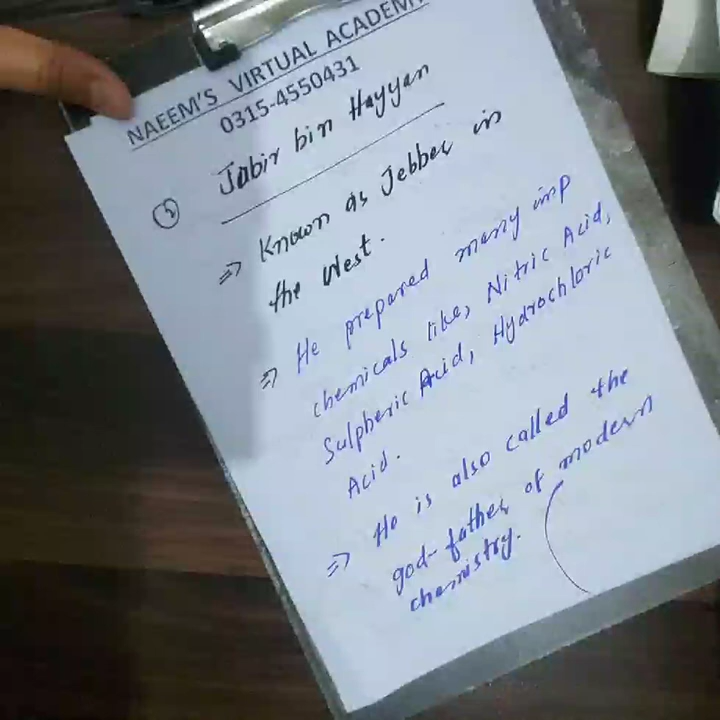 NAEEM'S VIRTUAL ACADEMY
0315-4550431
③ Jabir bin Hayyan
⇒ Known as Jebber in
the West.
⇒ He prepared many imp
chemicals like, Nitric Acid,
Sulpheric Acid, Hydrochloric
Acid.
⇒ He is also called the
god-father of modern
chemistry.